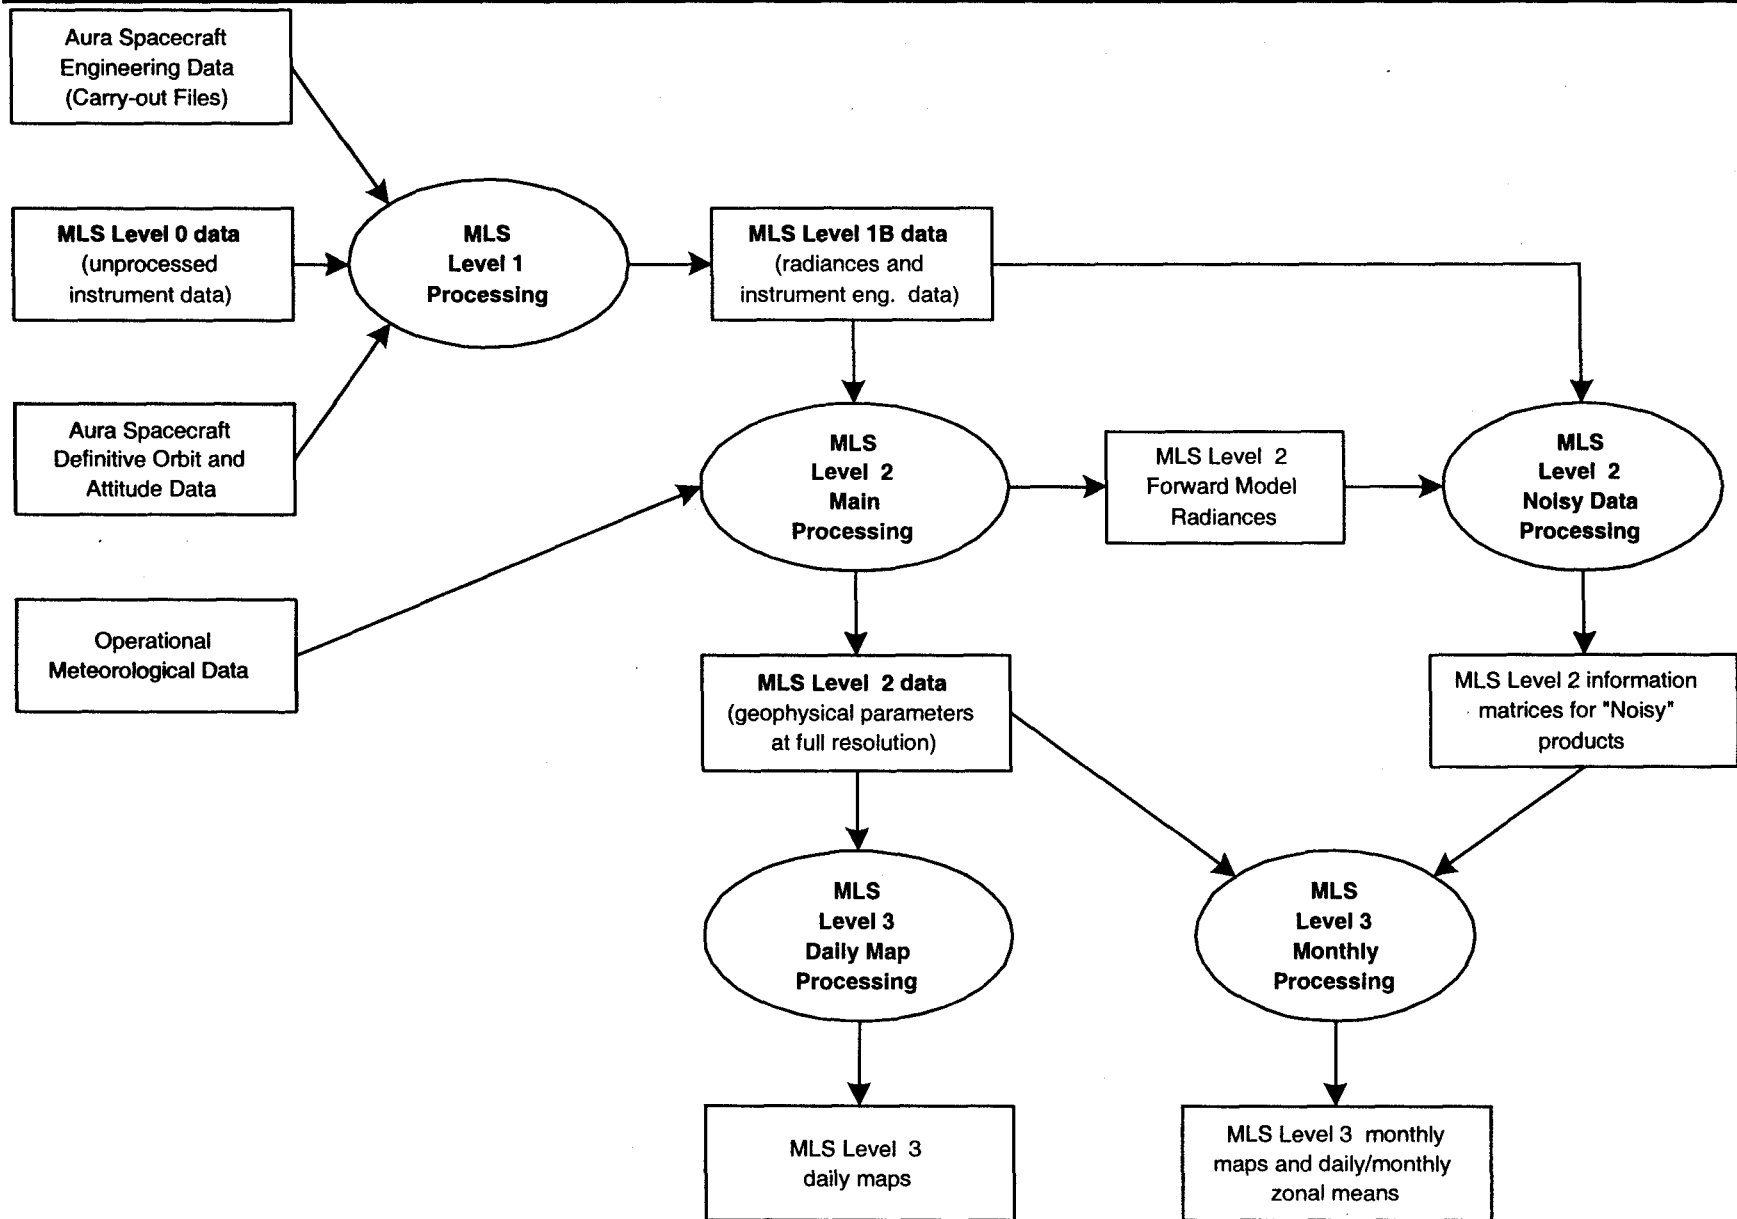 Aura Spacecraft
Engineering Data
(Carry-out Files)
MLS Level 0 data
(unprocessed
instrument data)
MLS
Level 1
Processing
MLS Level 1B data
(radiances and
instrument eng. data)
Aura Spacecraft
Definitive Orbit and
Attitude Data
MLS
Level 2
Main
Processing
MLS Level 2
Forward Model
Radiances
MLS
Level 2
Noisy Data
Processing
Operational
Meteorological Data
MLS Level 2 data
(geophysical parameters
at full resolution)
MLS Level 2 information
matrices for "Noisy"
products
MLS
Level 3
Daily Map
Processing
MLS
Level 3
Monthly
Processing
MLS Level 3
daily maps
MLS Level 3 monthly
maps and daily/monthly
zonal means